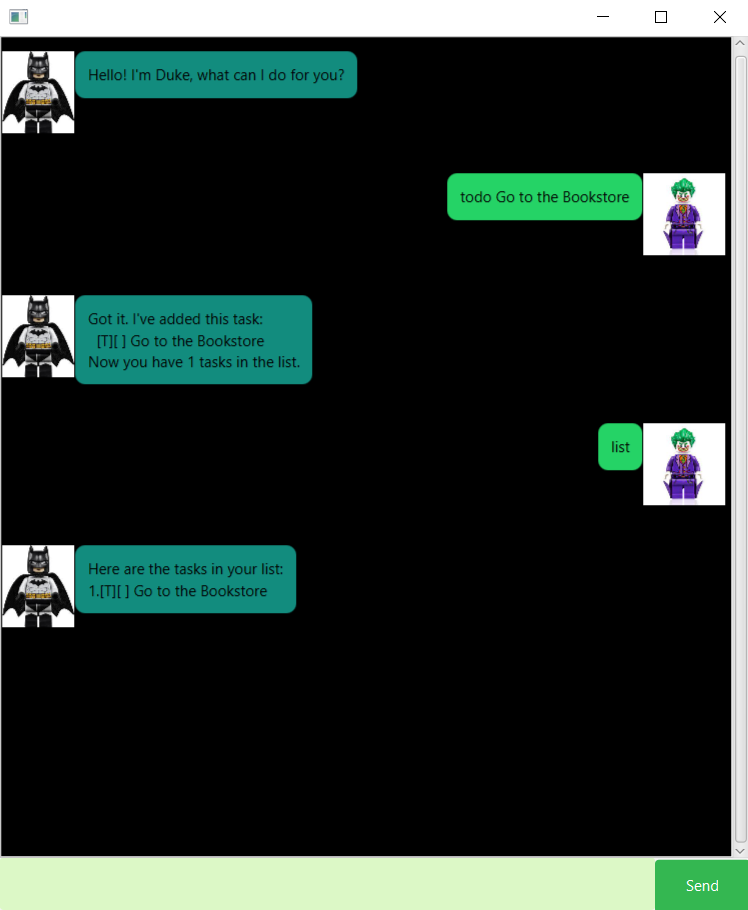 Hello! I'm Duke, what can I do for you?
todo Go to the Bookstore
Got it. I've added this task:
[T][ ] Go to the Bookstore
Now you have 1 tasks in the list.
list
Here are the tasks in your list:
1.[T][ ] Go to the Bookstore
Send